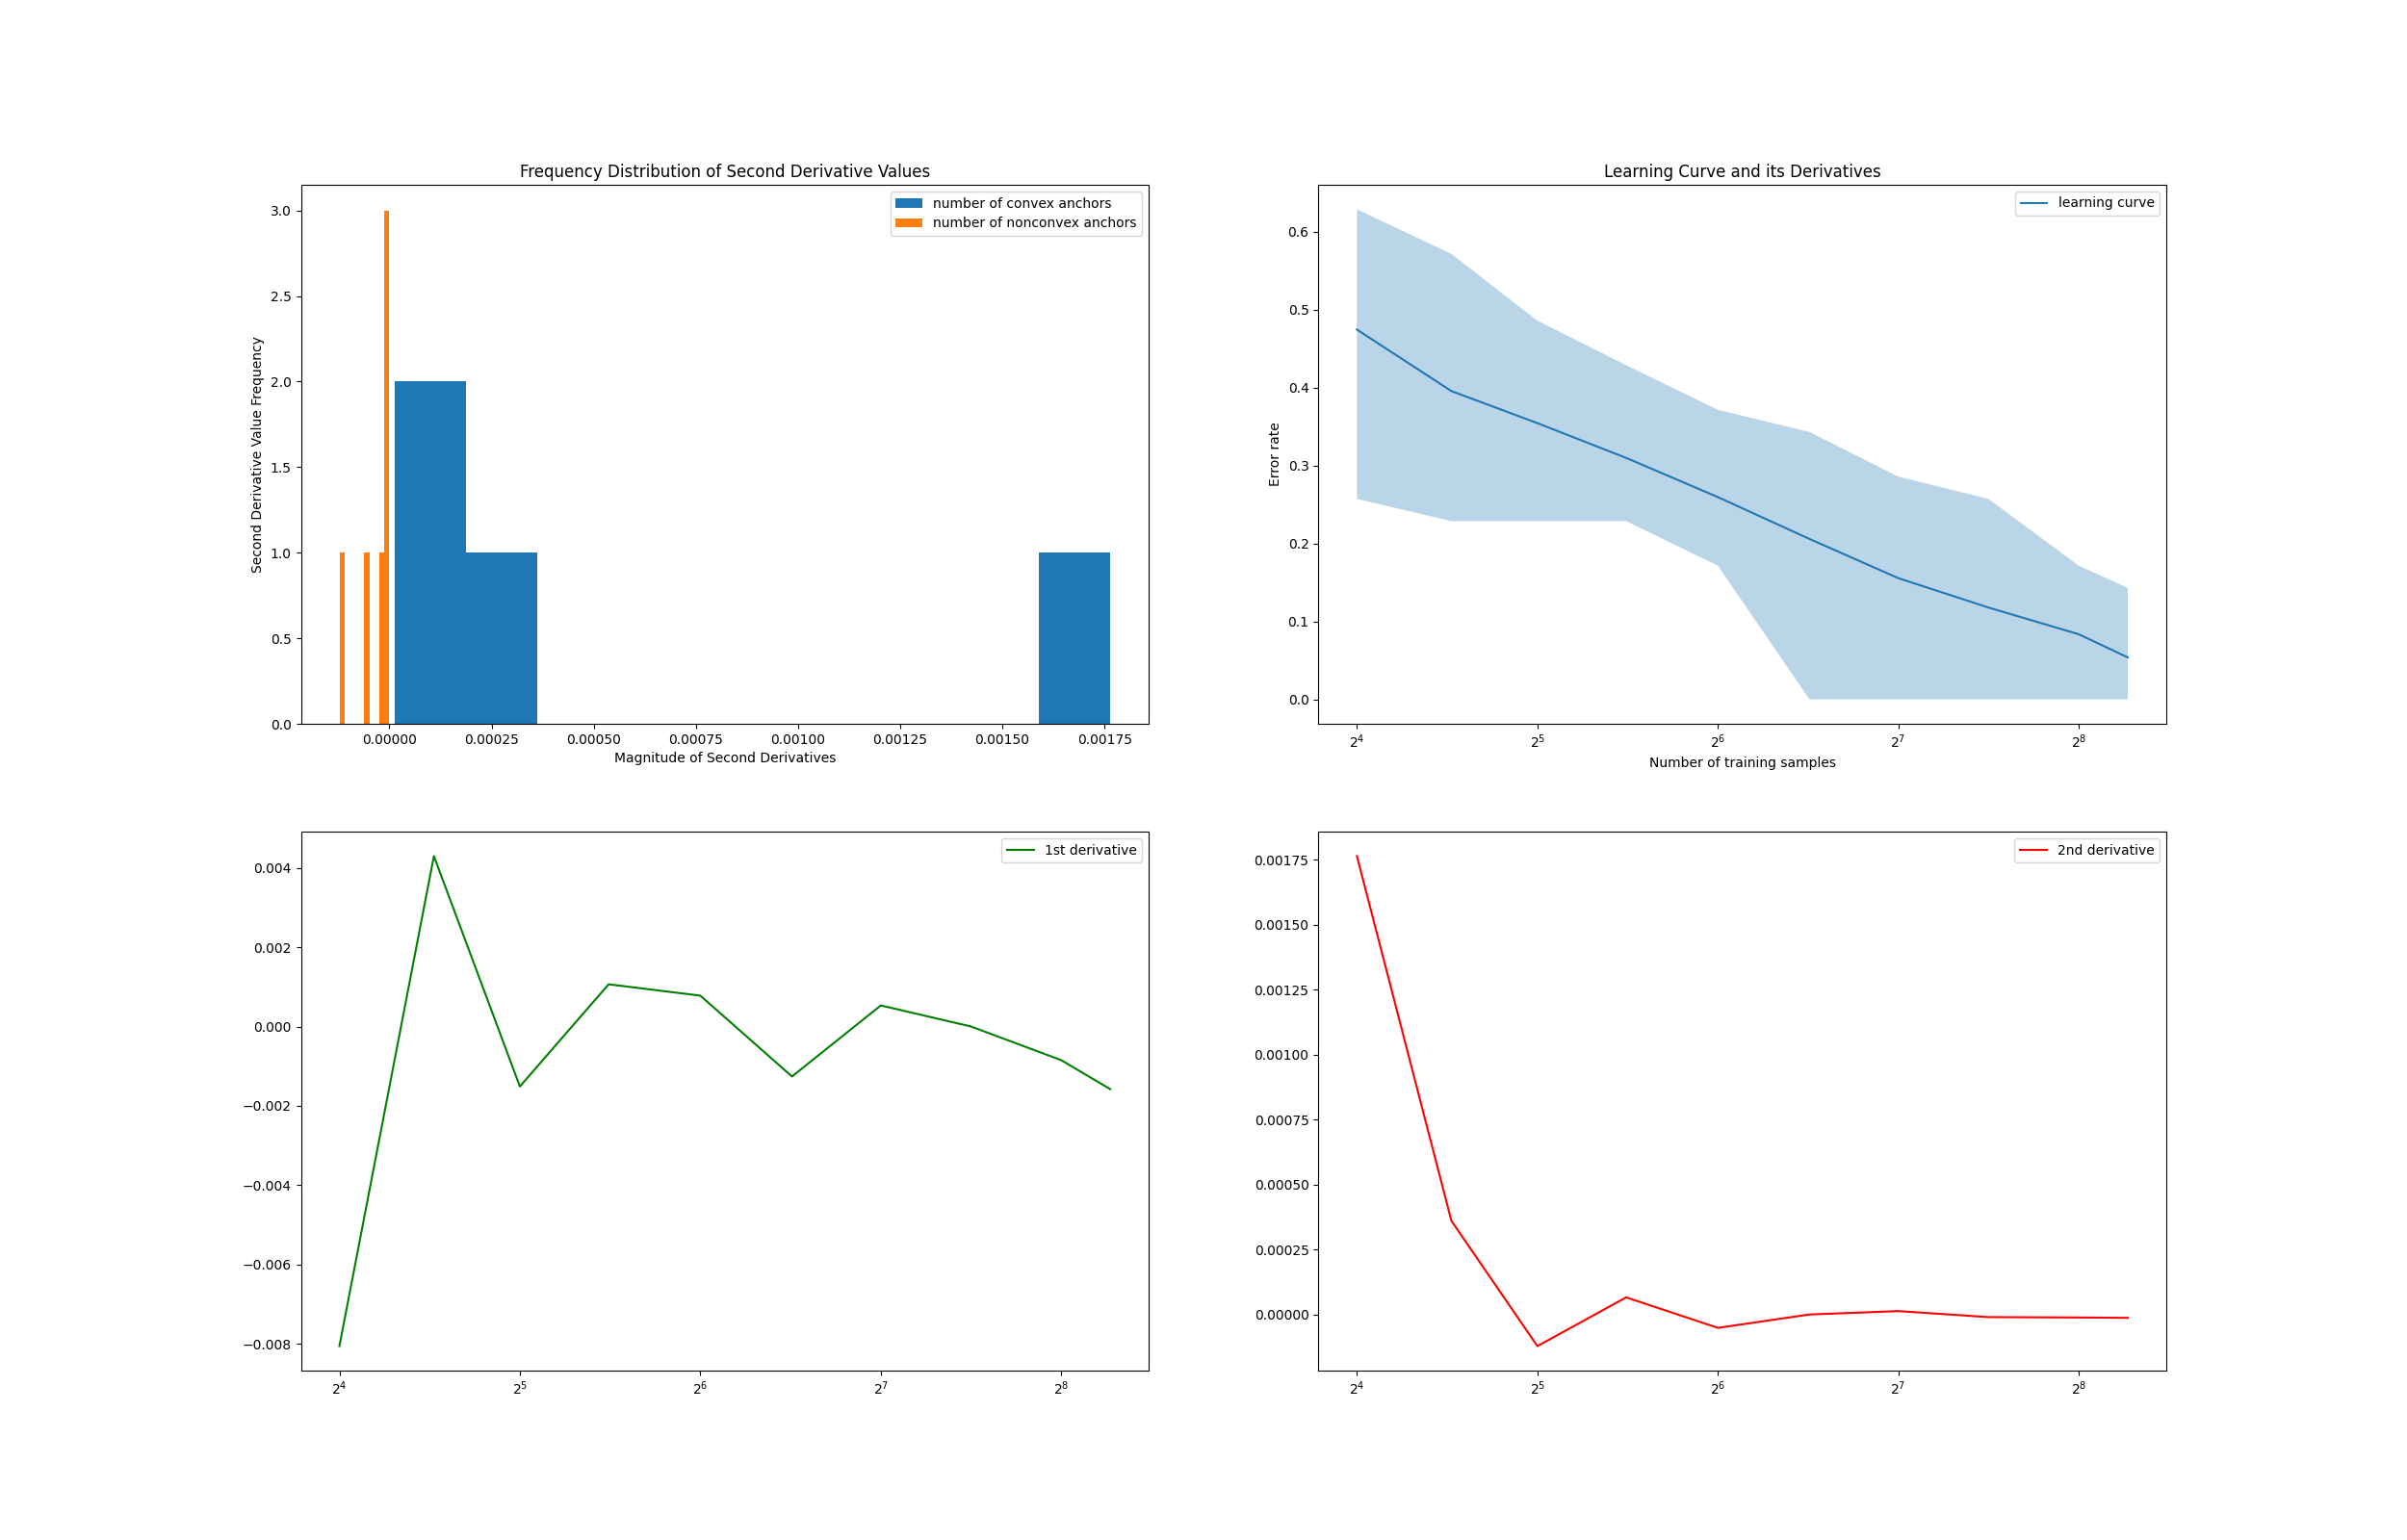 Frequency Distribution of Second Derivative Values
number of convex anchors
number of nonconvex anchors
Second Derivative Value Frequency
3.0
2.5
2.0
1.5
1.0
0.5
0.0
0.00000 0.00025 0.00050 0.00075 0.00100 0.00125 0.00150 0.00175
Magnitude of Second Derivatives
Learning Curve and its Derivatives
learning curve
Error rate
0.6
0.5
0.4
0.3
0.2
0.1
0.0
2⁴ 2⁵ 2⁶ 2⁷ 2⁸
Number of training samples
1st derivative
0.004
0.002
0.000
−0.002
−0.004
−0.006
−0.008
2⁴ 2⁵ 2⁶ 2⁷ 2⁸
2nd derivative
0.00175
0.00150
0.00125
0.00100
0.00075
0.00050
0.00025
0.00000
2⁴ 2⁵ 2⁶ 2⁷ 2⁸